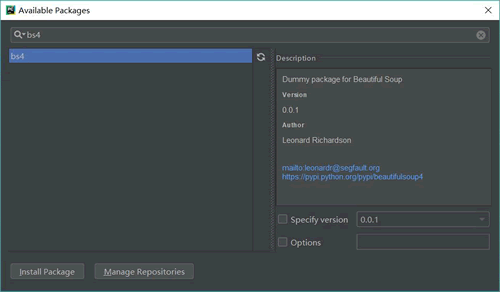 Available Packages
bs4
bs4
Description
Dummy package for Beautiful Soup
Version
0.0.1
Author
Leonard Richardson
mailto:leonardr@segfault.org
https://pypi.python.org/pypi/beautifulsoup4
Specify version
0.0.1
Options
Install Package
Manage Repositories